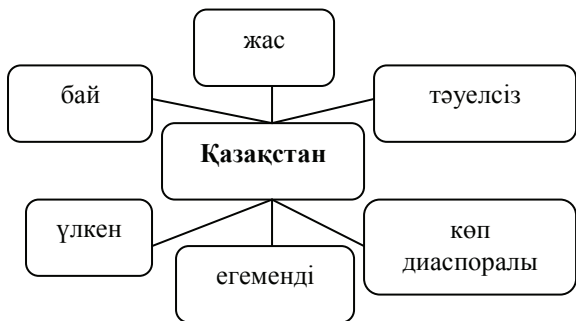 жас
бай
тәуелсіз
Қазақстан
үлкен
егеменді
көп
диаспоралы